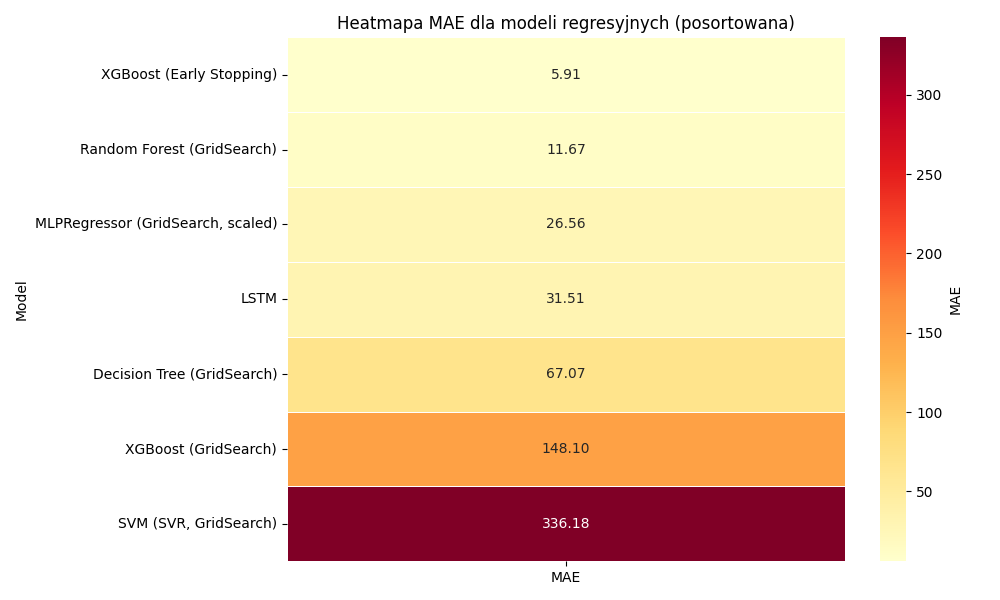 Heatmapa MAE dla modeli regresyjnych (posortowana)
Model
XGBoost (Early Stopping)
5.91
Random Forest (GridSearch)
11.67
MLPRegressor (GridSearch, scaled)
26.56
LSTM
31.51
Decision Tree (GridSearch)
67.07
XGBoost (GridSearch)
148.10
SVM (SVR, GridSearch)
336.18
MAE
300
250
200
150
100
50
MAE